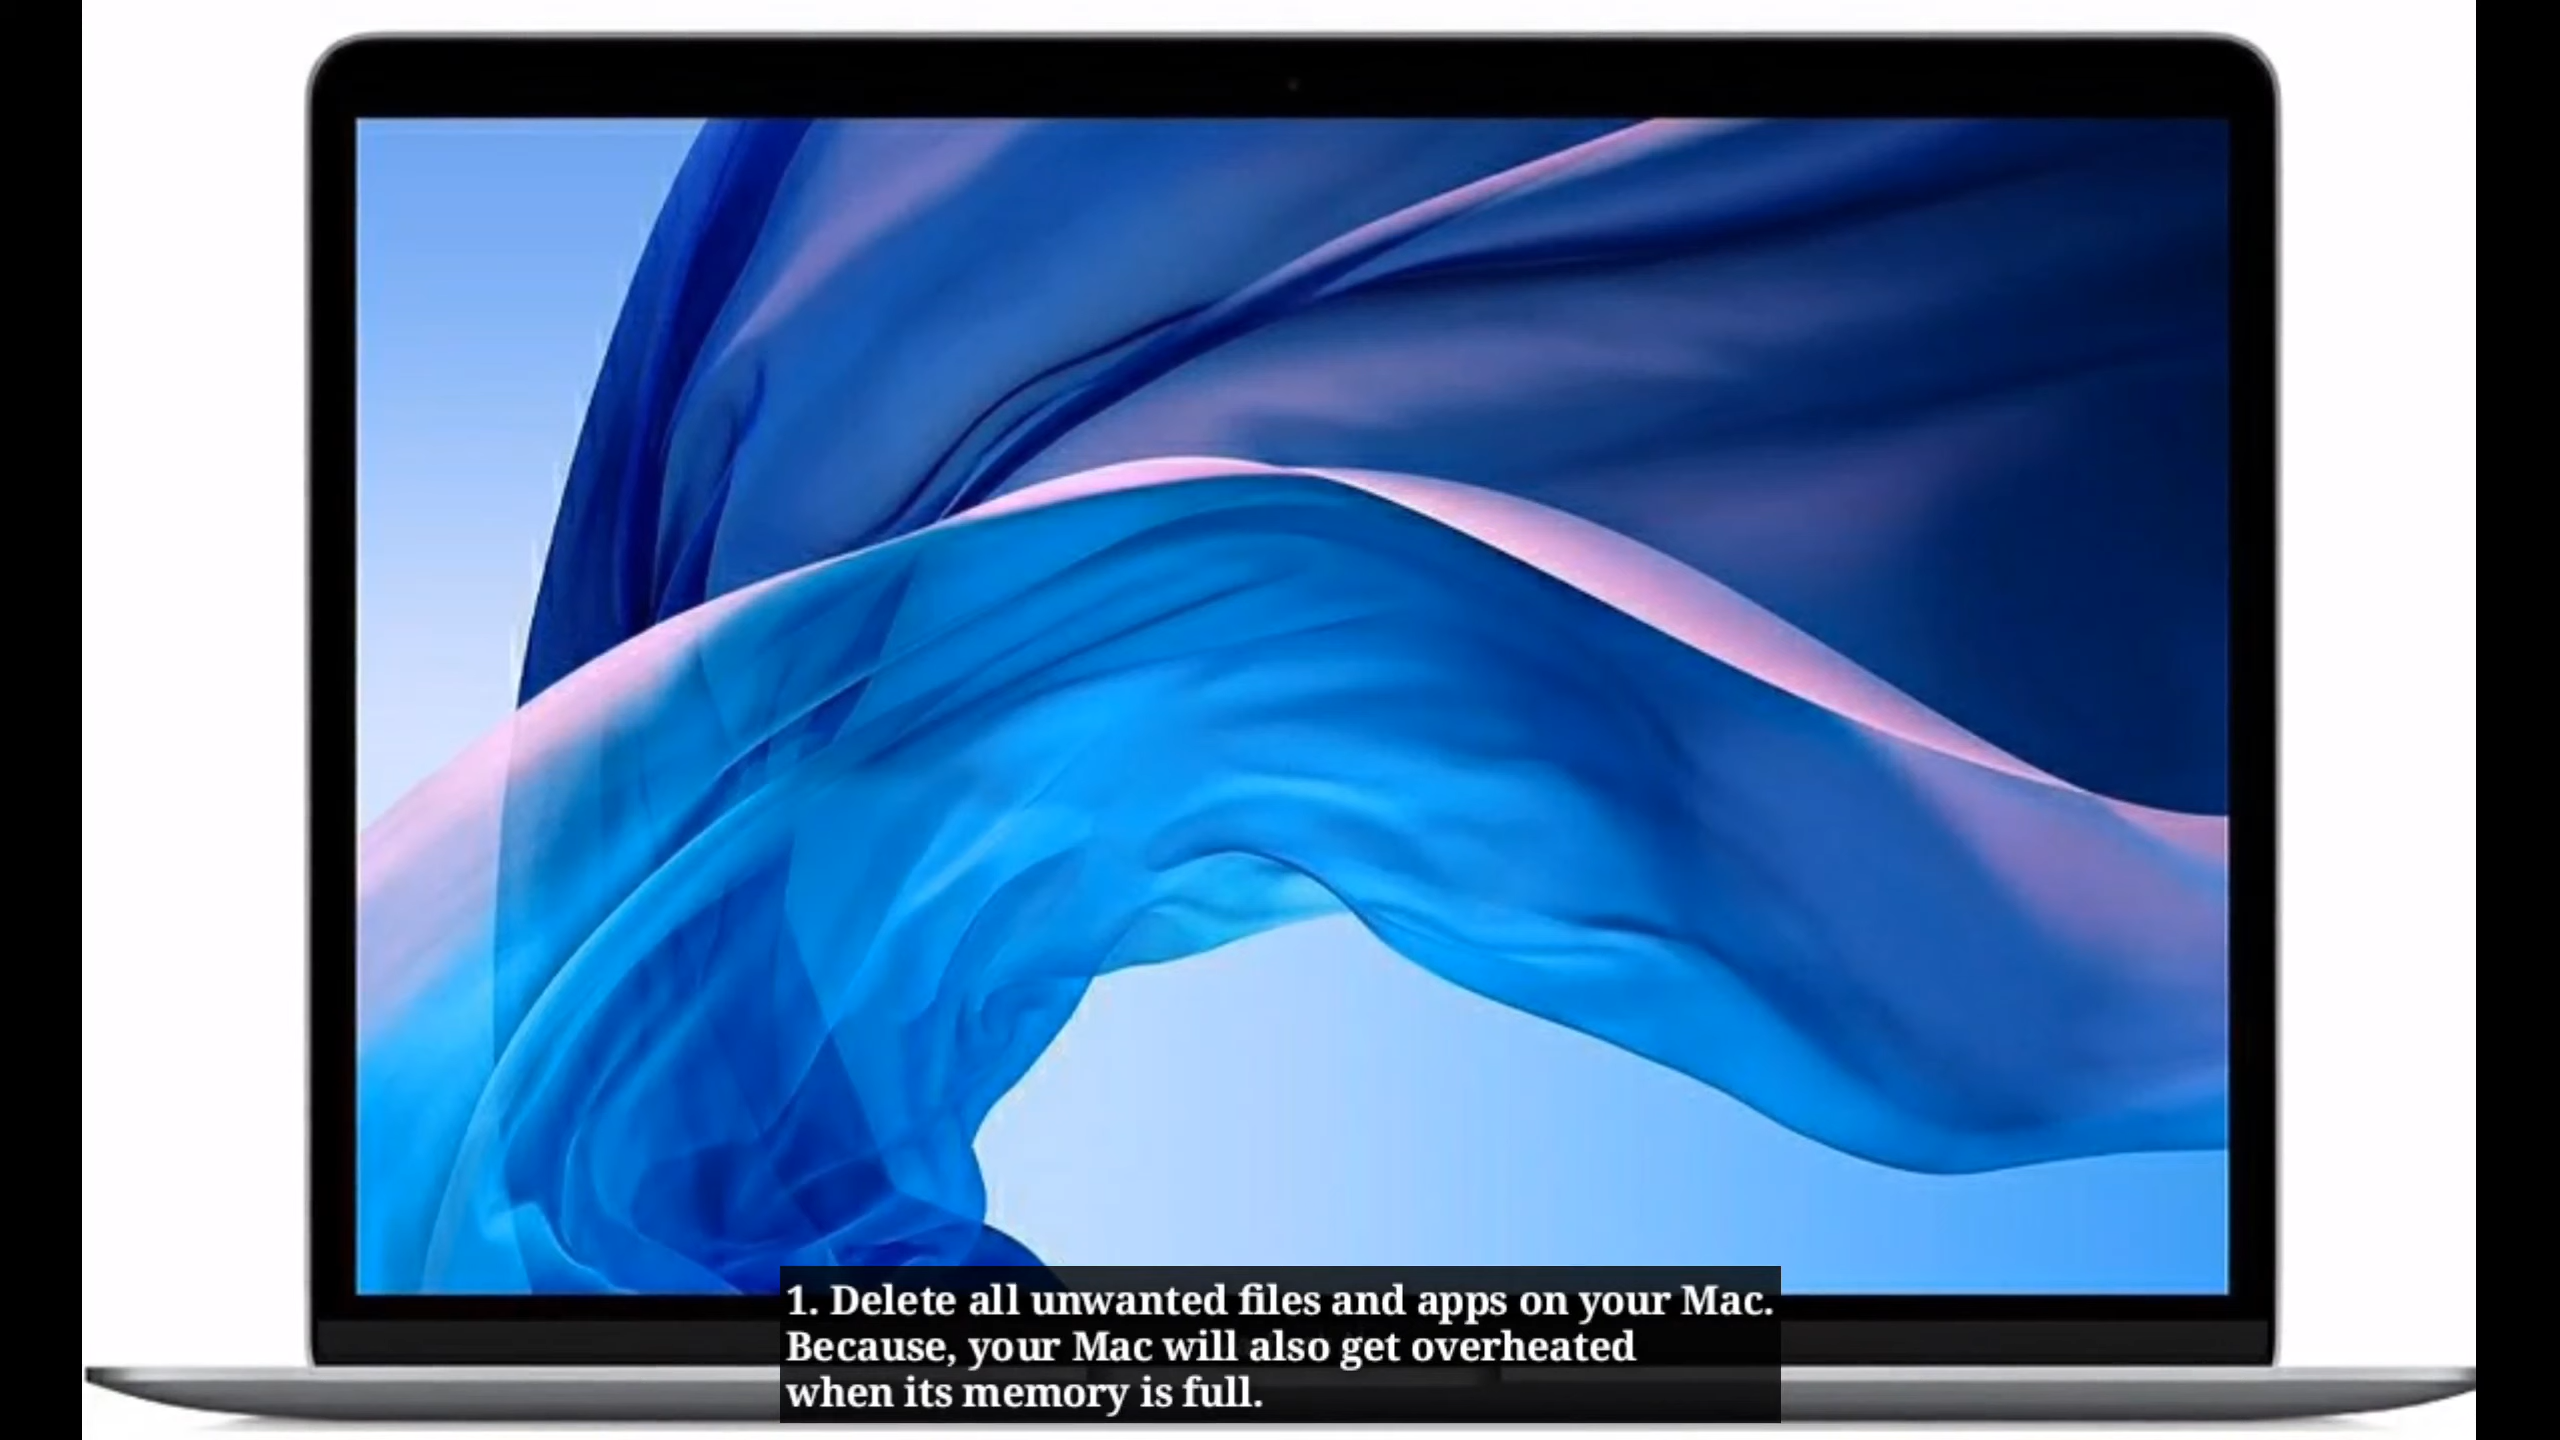 1. Delete all unwanted files and apps on your Mac.
Because, your Mac will also get overheated
when its memory is full.